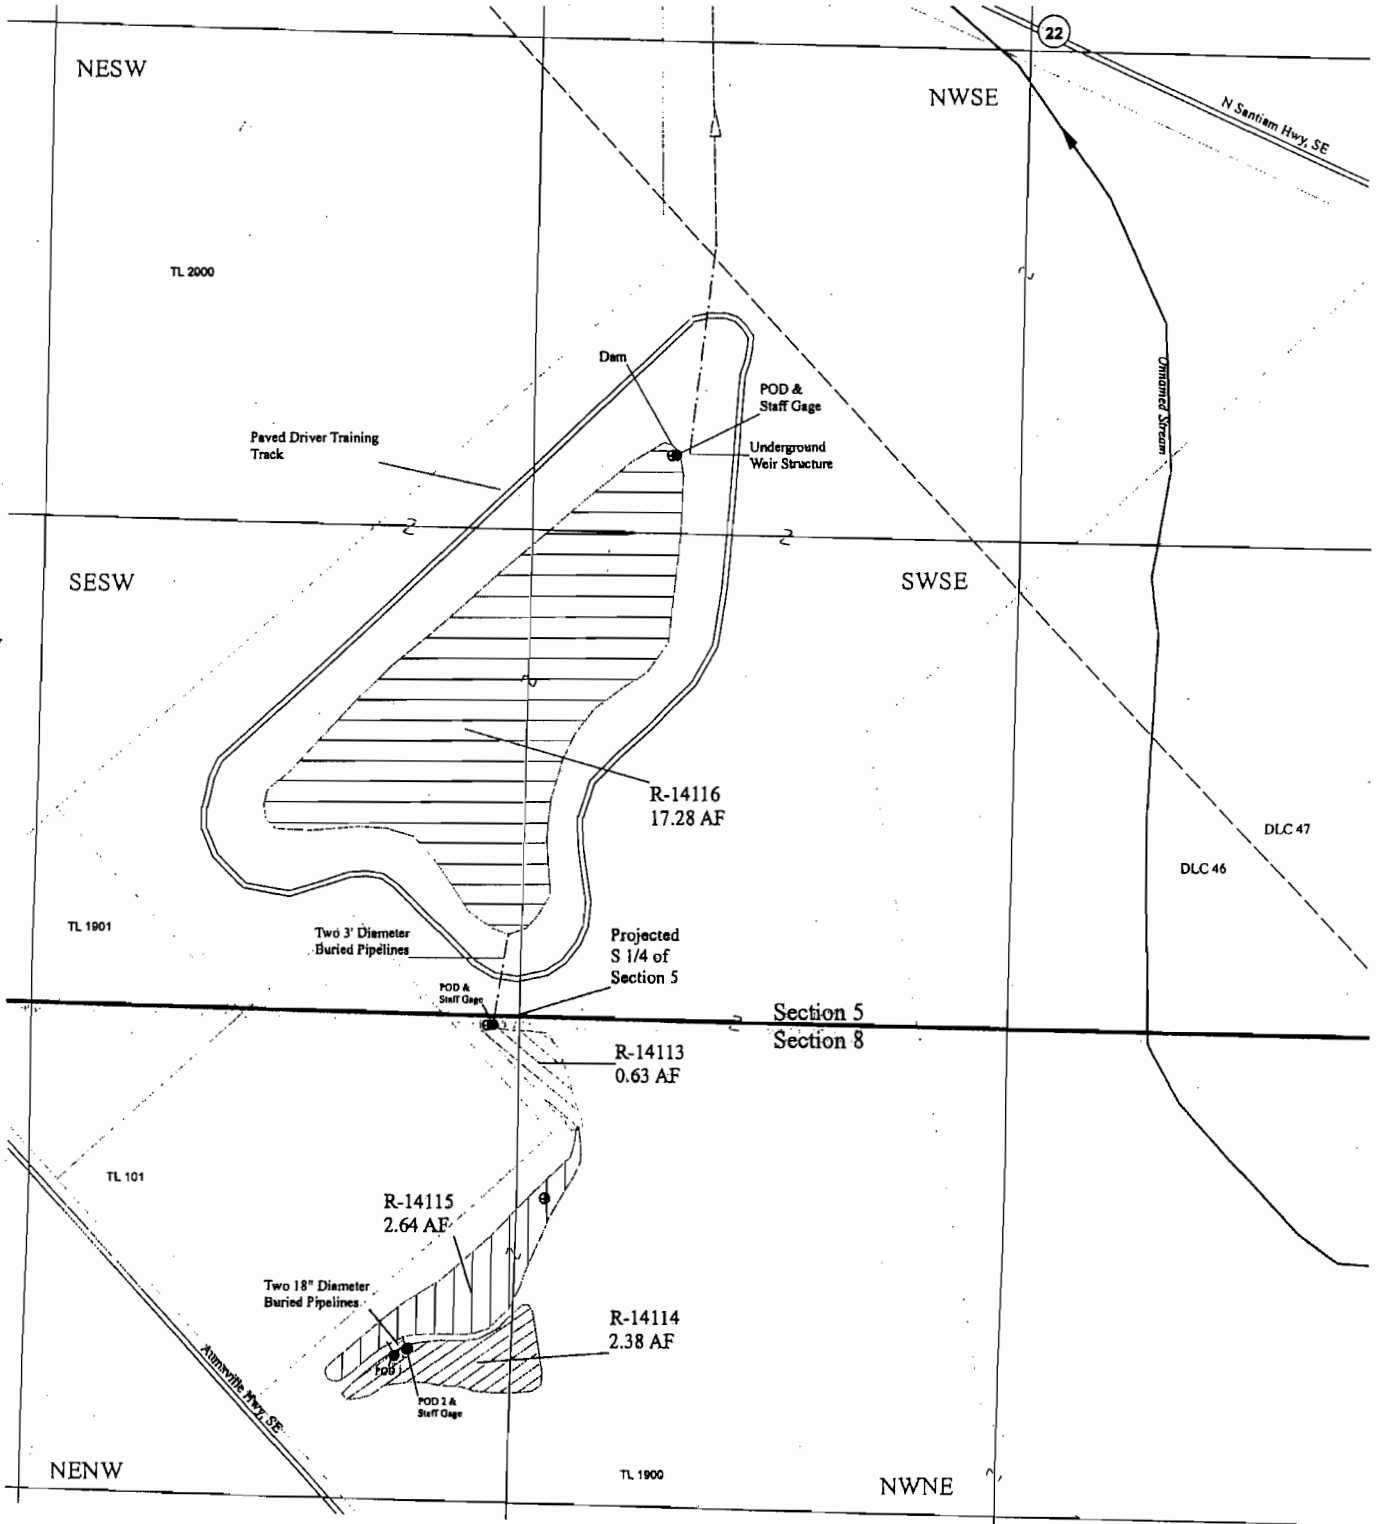 22
NESW
NWSE
N Santiam Hwy, SE
TL 2000
Dam
POD &
Staff Gage
Paved Driver Training
Track
Underground
Weir Structure
Unnamed Stream
SESW
SWSE
R-14116
17.28 AF
DLC 47
DLC 46
TL 1901
Two 3' Diameter
Buried Pipelines
Projected
S 1/4 of
Section 5
POD &
Staff Gage
Section 5
Section 8
R-14113
0.63 AF
TL 101
R-14115
2.64 AF
Two 18" Diameter
Buried Pipelines
R-14114
2.38 AF
POD 1
POD 2 &
Staff Gage
Aumsville Hwy, SE
NENW
TL 1900
NWNE